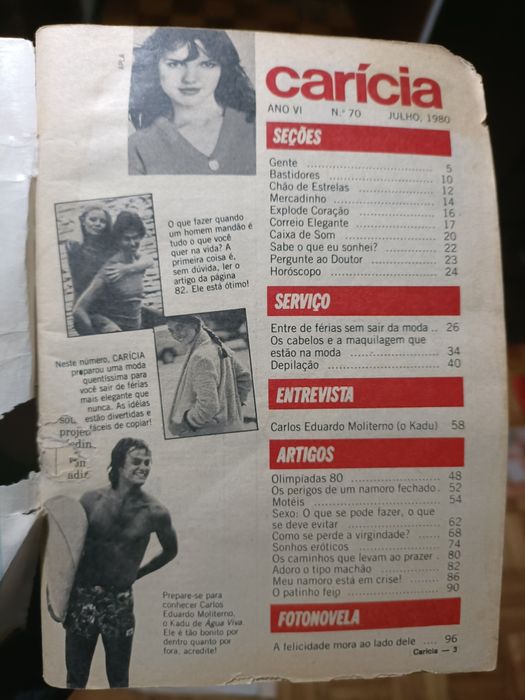 APLA
carícia
ANO VI N.º 70 JULHO, 1980
SEÇÕES
Gente 5
Bastidores 10
Chão de Estrelas 12
Mercadinho 14
Explode Coração 16
Correio Elegante 17
Caixa de Som 20
Sabe o que eu sonhei? 22
Pergunte ao Doutor 23
Horóscopo 24
SERVIÇO
Entre de férias sem sair da moda .. 26
Os cabelos e a maquilagem que
estão na moda 34
Depilação 40
ENTREVISTA
Carlos Eduardo Moliterno (o Kadu) 58
ARTIGOS
Olimpíadas 80 48
Os perigos de um namoro fechado. 52
Motéis 54
Sexo: O que se pode fazer, o que
se deve evitar 62
Como se perde a virgindade? 68
Sonhos eróticos 74
Os caminhos que levam ao prazer . 80
Adoro o tipo machão 82
Meu namoro está em crise! 86
O patinho feio 90
FOTONOVELA
A felicidade mora ao lado dele .... 96
Carícia — 3
O que fazer quando
um homem mandão é
tudo o que você
quer na vida? A
primeira coisa é,
sem dúvida, ler o
artigo da página
82. Ele está ótimo!
Neste número, CARÍCIA
preparou uma moda
quentíssima para
você sair de férias
mais elegante que
nunca. As idéias
estão divertidas e
fáceis de copiar!
Prepare-se para
conhecer Carlos
Eduardo Moliterno,
o Kadu de Água Viva.
Ele é tão bonito por
dentro quanto por
fora, acredite!